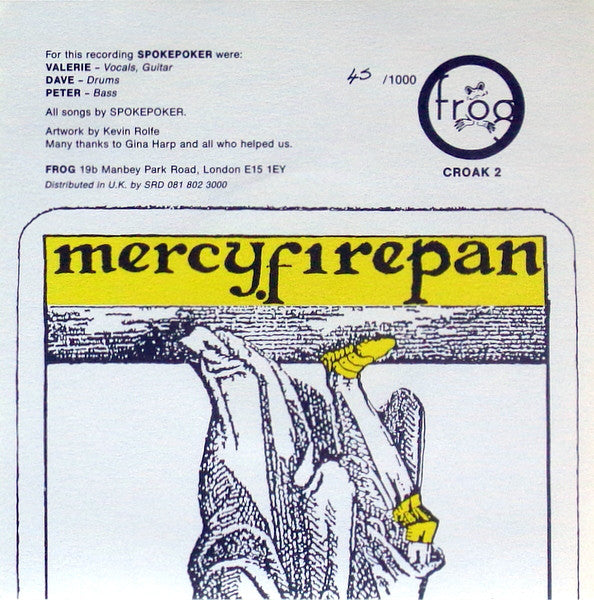 For this recording SPOKEPOKER were:
VALERIE – Vocals, Guitar
DAVE – Drums
PETER – Bass
All songs by SPOKEPOKER.
Artwork by Kevin Rolfe
Many thanks to Gina Harp and all who helped us.
FROG 19b Manbey Park Road, London E15 1EY
Distributed in U.K. by SRD 081 802 3000
45 /1000
frog
CROAK 2
mercy.firepan